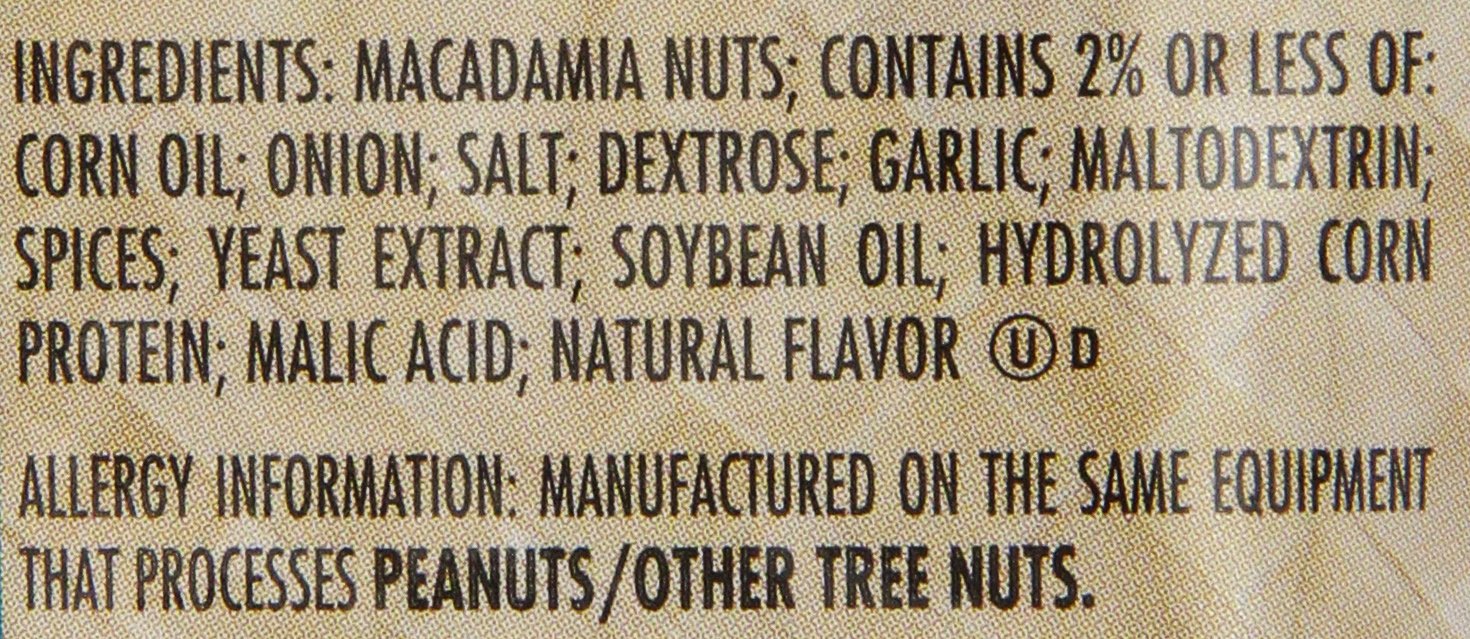 INGREDIENTS: MACADAMIA NUTS; CONTAINS 2% OR LESS OF:
CORN OIL; ONION; SALT; DEXTROSE; GARLIC; MALTODEXTRIN;
SPICES; YEAST EXTRACT; SOYBEAN OIL; HYDROLYZED CORN
PROTEIN; MALIC ACID; NATURAL FLAVOR Ⓤ D
ALLERGY INFORMATION: MANUFACTURED ON THE SAME EQUIPMENT
THAT PROCESSES PEANUTS/OTHER TREE NUTS.